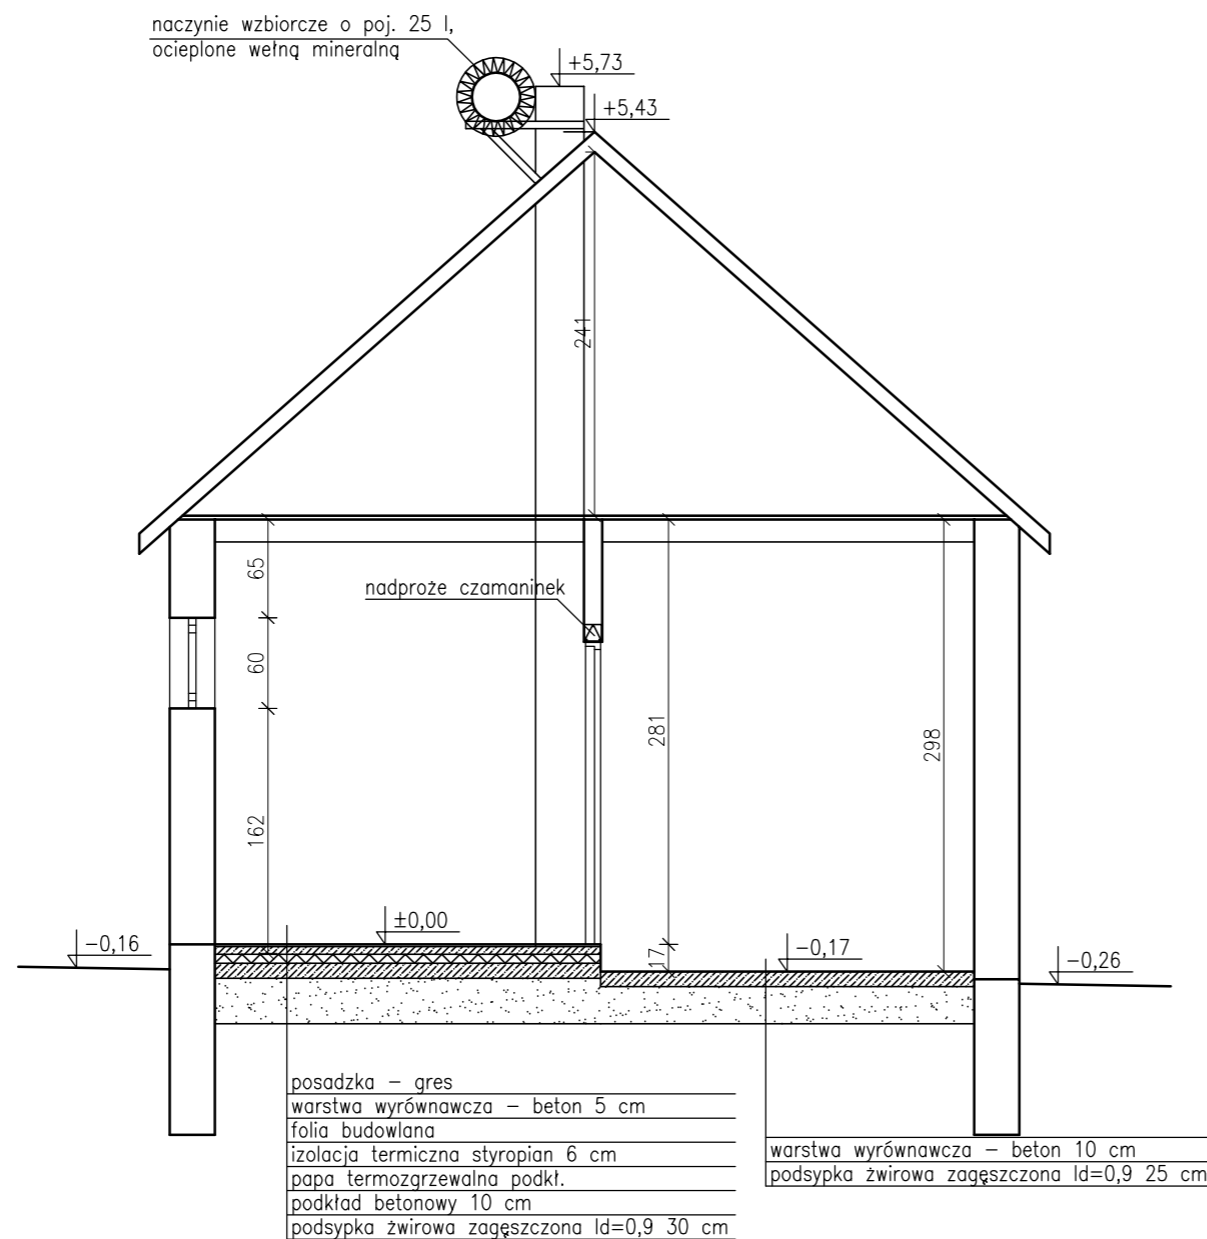 naczynie wzbiorcze o poj. 25 l,
ocieplone wełną mineralną
+5,73
+5,43
241
65
nadproże czamaninek
60
281
298
162
±0,00
-0,16
17
-0,17
-0,26
posadzka – gres
warstwa wyrównawcza – beton 5 cm
folia budowlana
izolacja termiczna styropian 6 cm
papa termozgrzewalna podkł.
podkład betonowy 10 cm
podsypka żwirowa zagęszczona Id=0,9 30 cm
warstwa wyrównawcza – beton 10 cm
podsypka żwirowa zagęszczona Id=0,9 25 cm